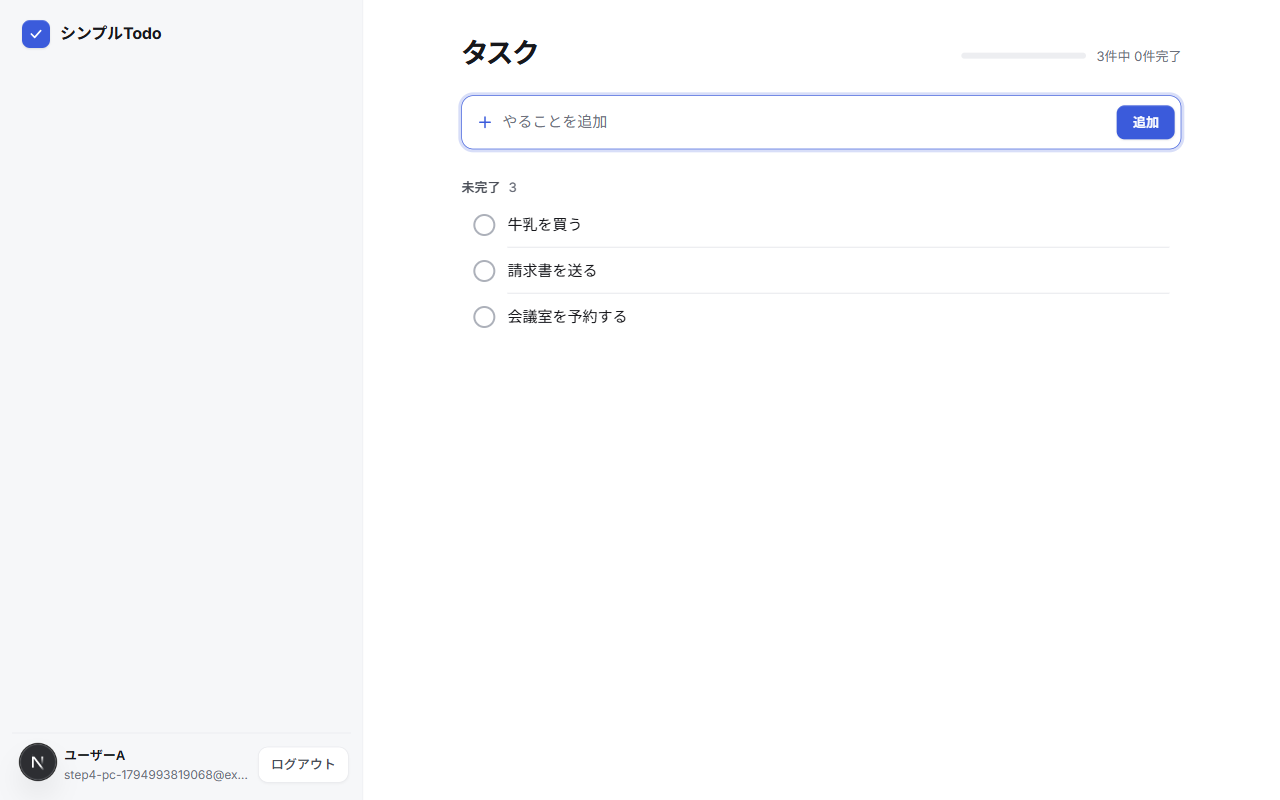 シンプルTodo
タスク
3件中 0件完了
やることを追加
追加
未完了 3
牛乳を買う
請求書を送る
会議室を予約する
N
ユーザーA
step4-pc-1794993819068@ex...
ログアウト